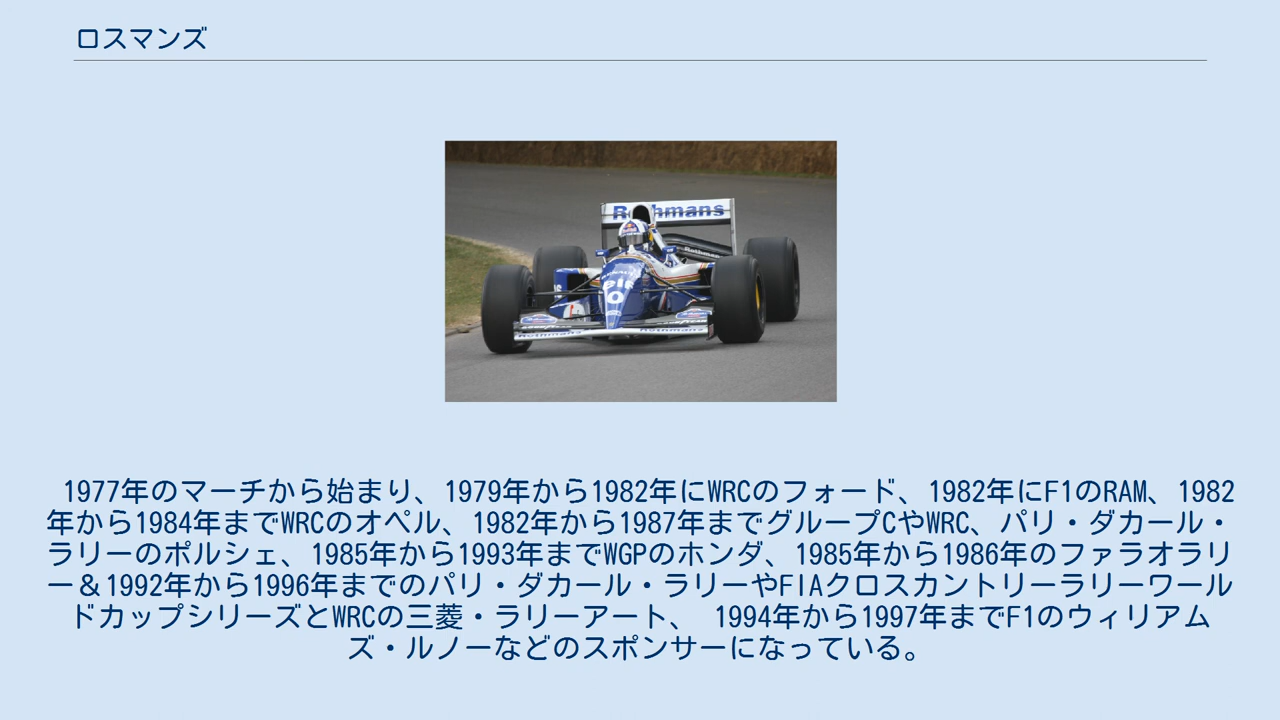 ロスマンズ
Rothmans
Rothmans
elf
0
Rothmans
Rothmans
1977年のマーチから始まり、1979年から1982年にWRCのフォード、1982年にF1のRAM、1982
年から1984年までWRCのオペル、1982年から1987年までグループCやWRC、パリ・ダカール・
ラリーのポルシェ、1985年から1993年までWGPのホンダ、1985年から1986年のファラオラリ
ー＆1992年から1996年までのパリ・ダカール・ラリーやFIAクロスカントリーラリーワール
ドカップシリーズとWRCの三菱・ラリーアート、 1994年から1997年までF1のウィリアム
ズ・ルノーなどのスポンサーになっている。